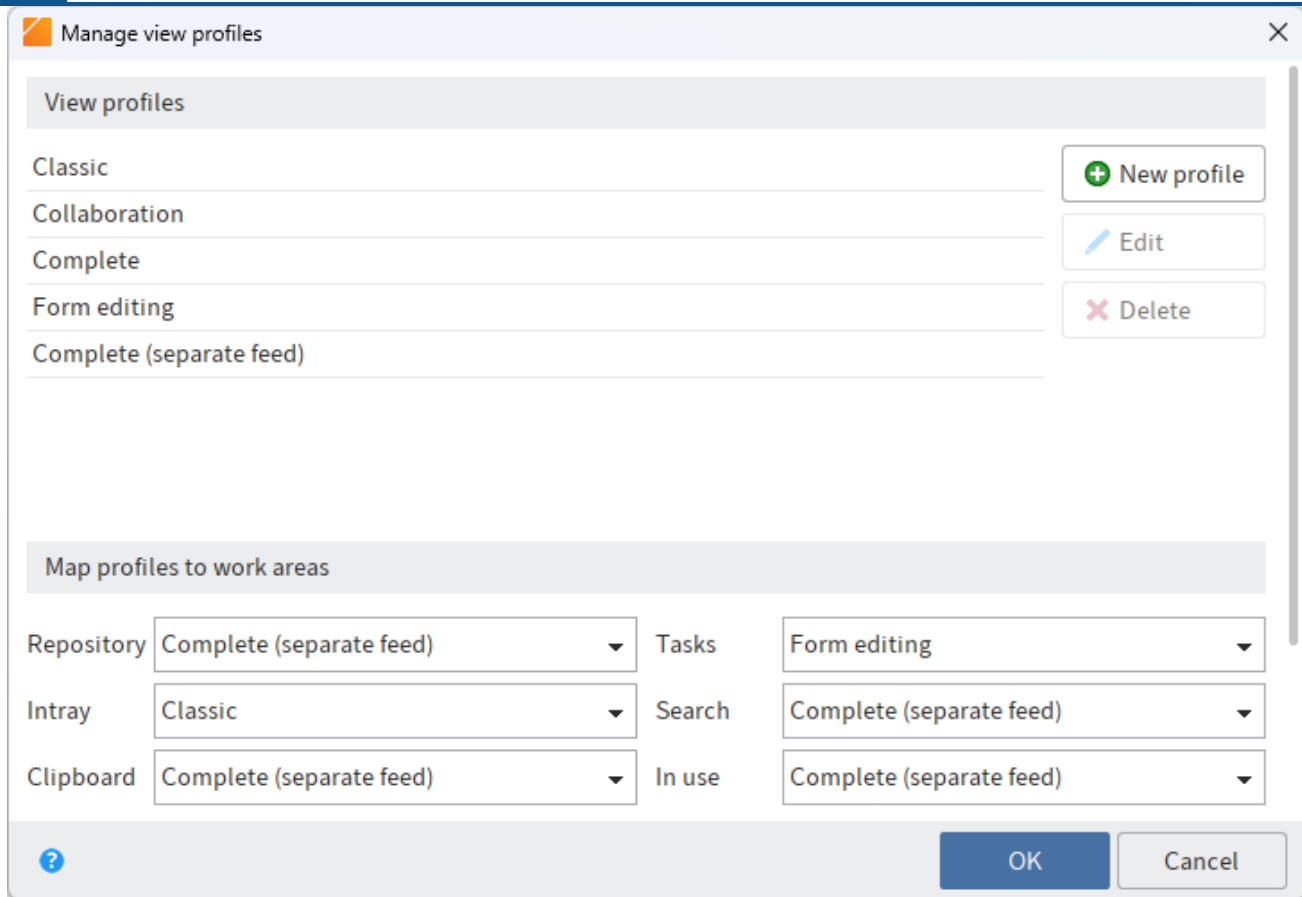 Manage view profiles
View profiles
Classic
New profile
Collaboration
Edit
Complete
Form editing
Delete
Complete (separate feed)
Map profiles to work areas
Repository Complete (separate feed) Tasks Form editing
Intray Classic Search Complete (separate feed)
Clipboard Complete (separate feed) In use Complete (separate feed)
? OK Cancel